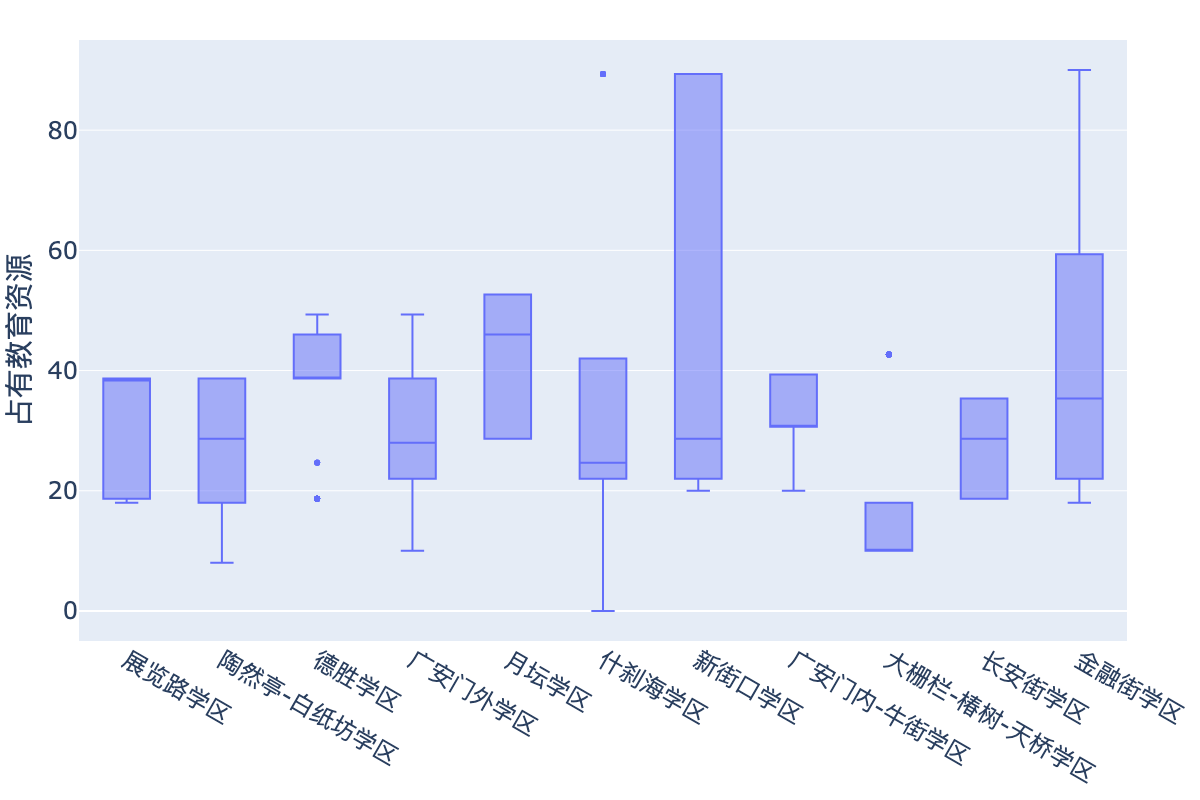 占有教育资源
80
60
40
20
0
展览路学区
陶然亭-白纸坊学区
德胜学区
广安门外学区
月坛学区
什刹海学区
新街口学区
广安门内-牛街学区
大栅栏-椿树-天桥学区
长安街学区
金融街学区